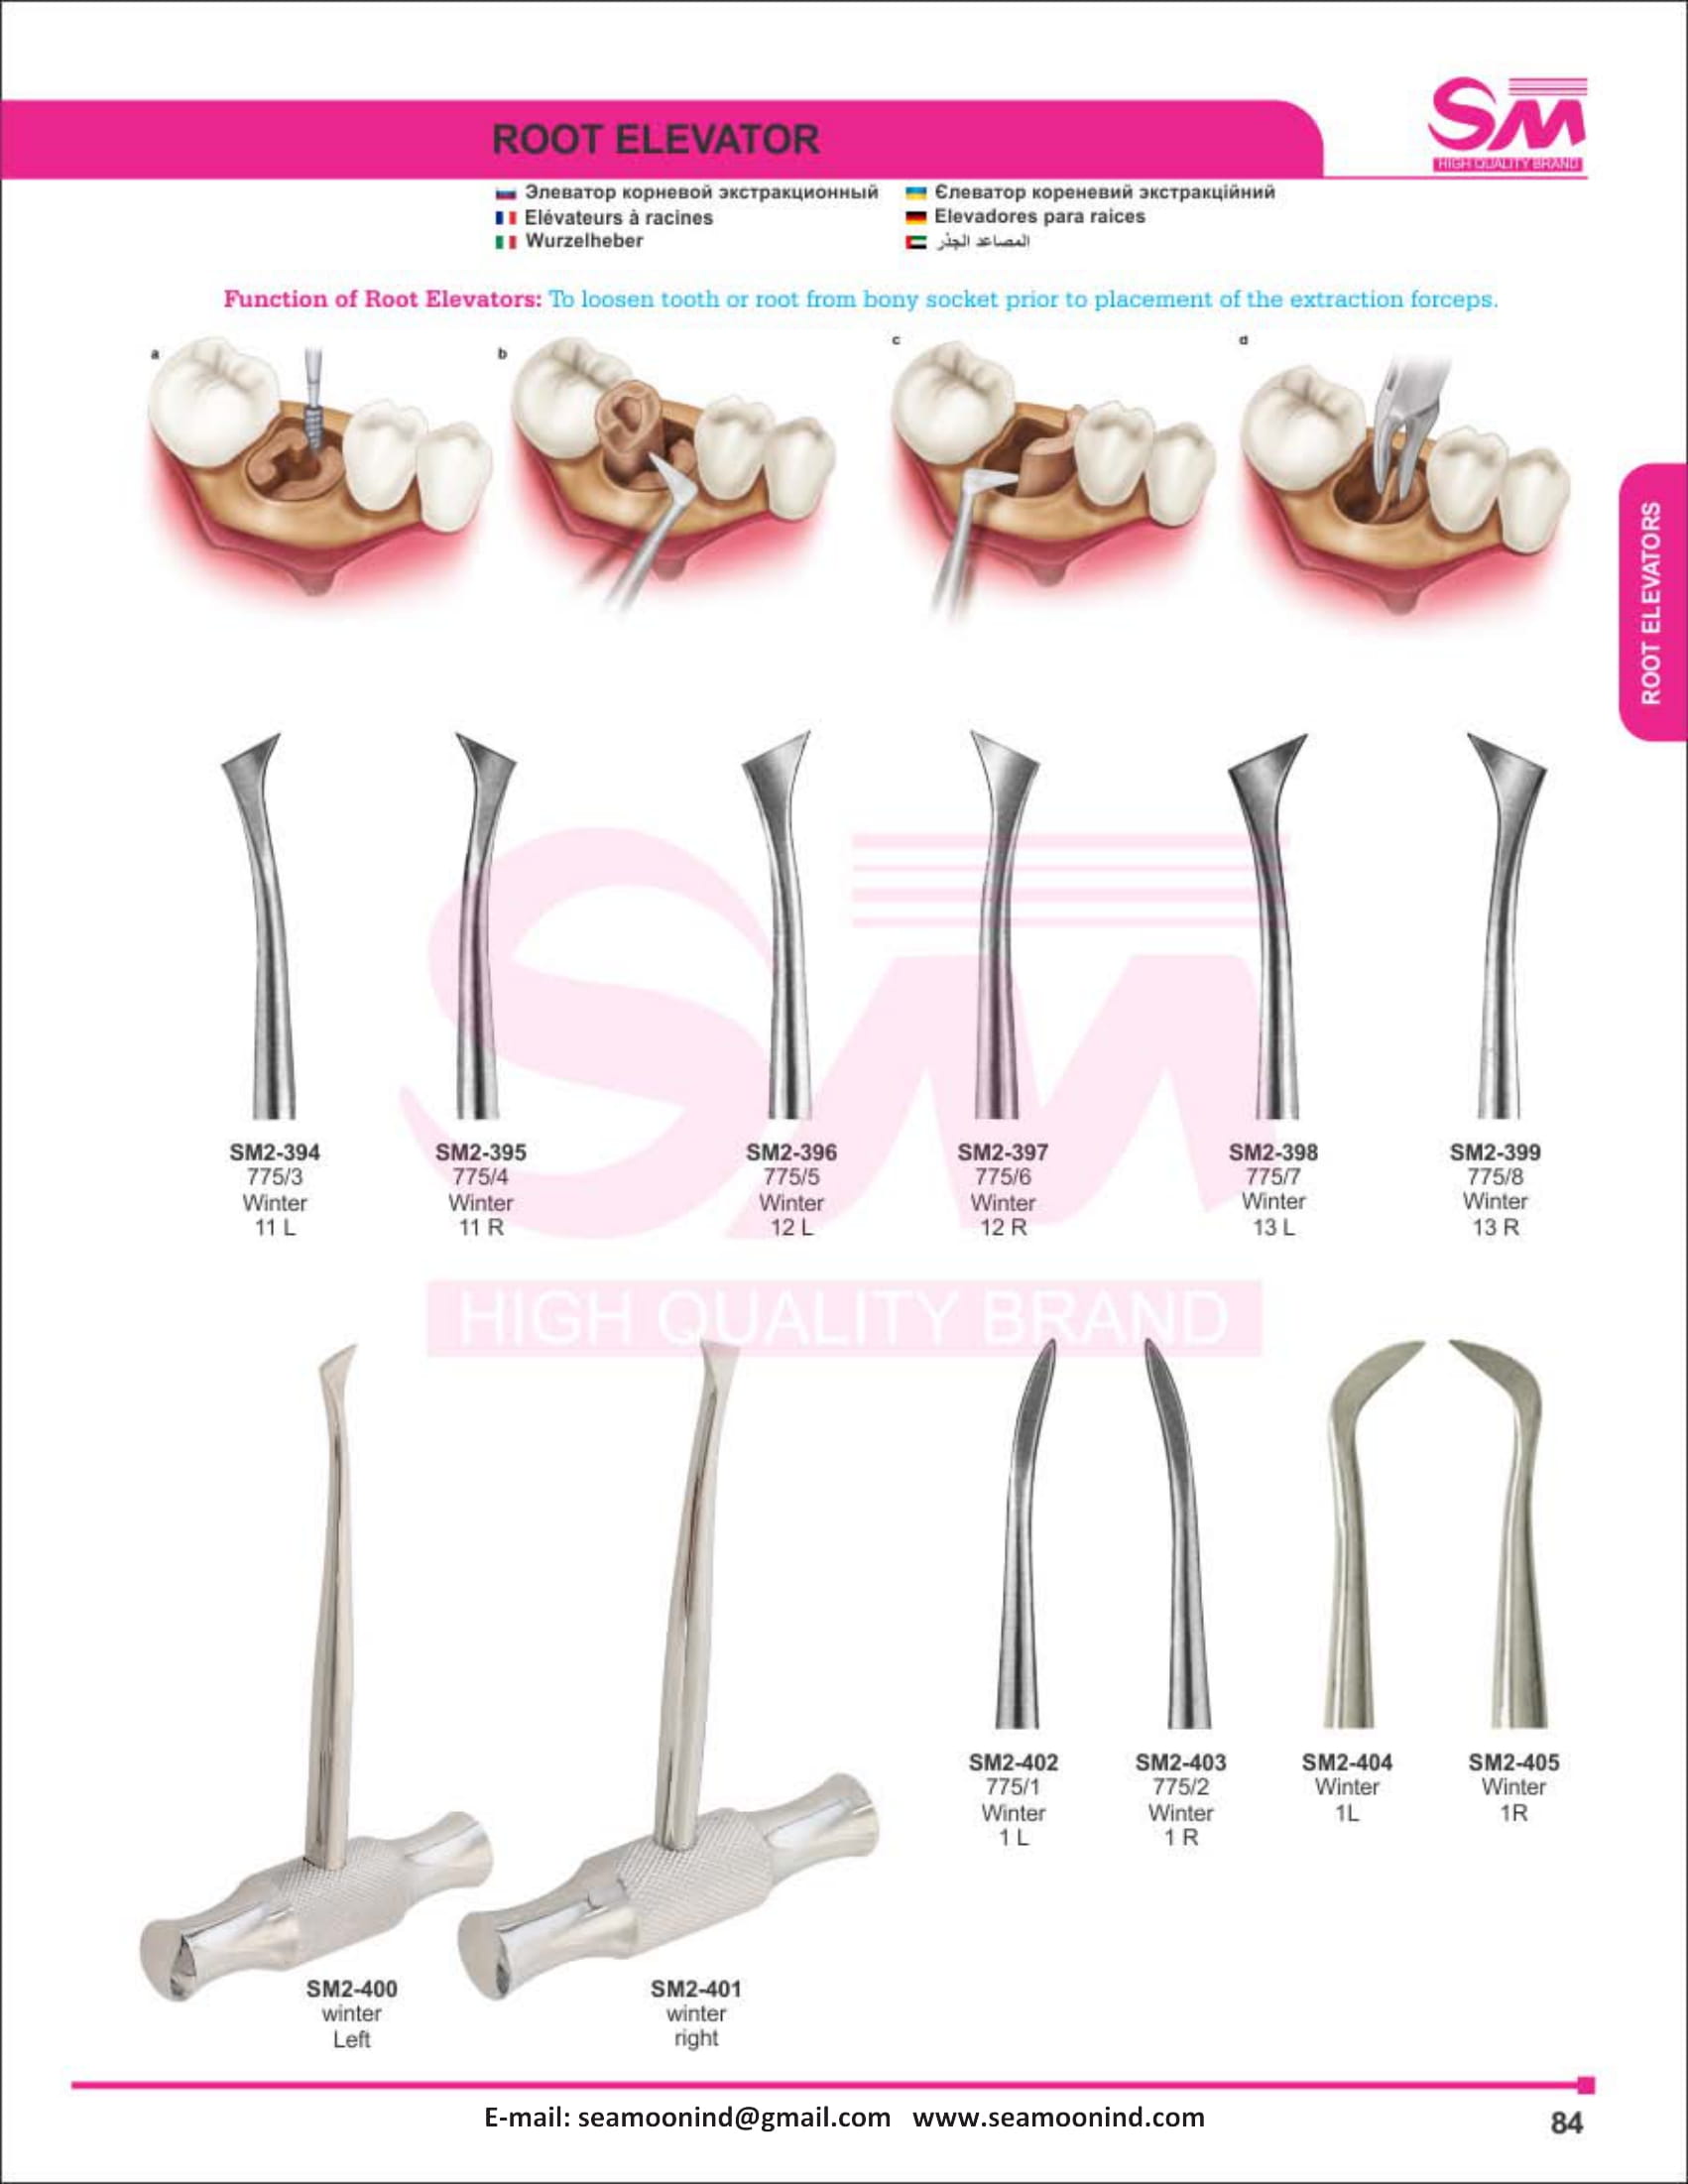 SM
HIGH QUALITY BRAND
ROOT ELEVATOR
Элеватор корневой экстракционный
Єлеватор кореневий экстракційний
Elévateurs à racines
Elevadores para raices
Wurzelheber
المصاعد الجذر
Function of Root Elevators: To loosen tooth or root from bony socket prior to placement of the extraction forceps.
a
b
c
d
ROOT ELEVATORS
SM2-394
775/3
Winter
11 L
SM2-395
775/4
Winter
11 R
SM2-396
775/5
Winter
12 L
SM2-397
775/6
Winter
12 R
SM2-398
775/7
Winter
13 L
SM2-399
775/8
Winter
13 R
SM
HIGH QUALITY BRAND
SM2-400
winter
Left
SM2-401
winter
right
SM2-402
775/1
Winter
1 L
SM2-403
775/2
Winter
1 R
SM2-404
Winter
1L
SM2-405
Winter
1R
E-mail: seamoonind@gmail.com www.seamoonind.com
84